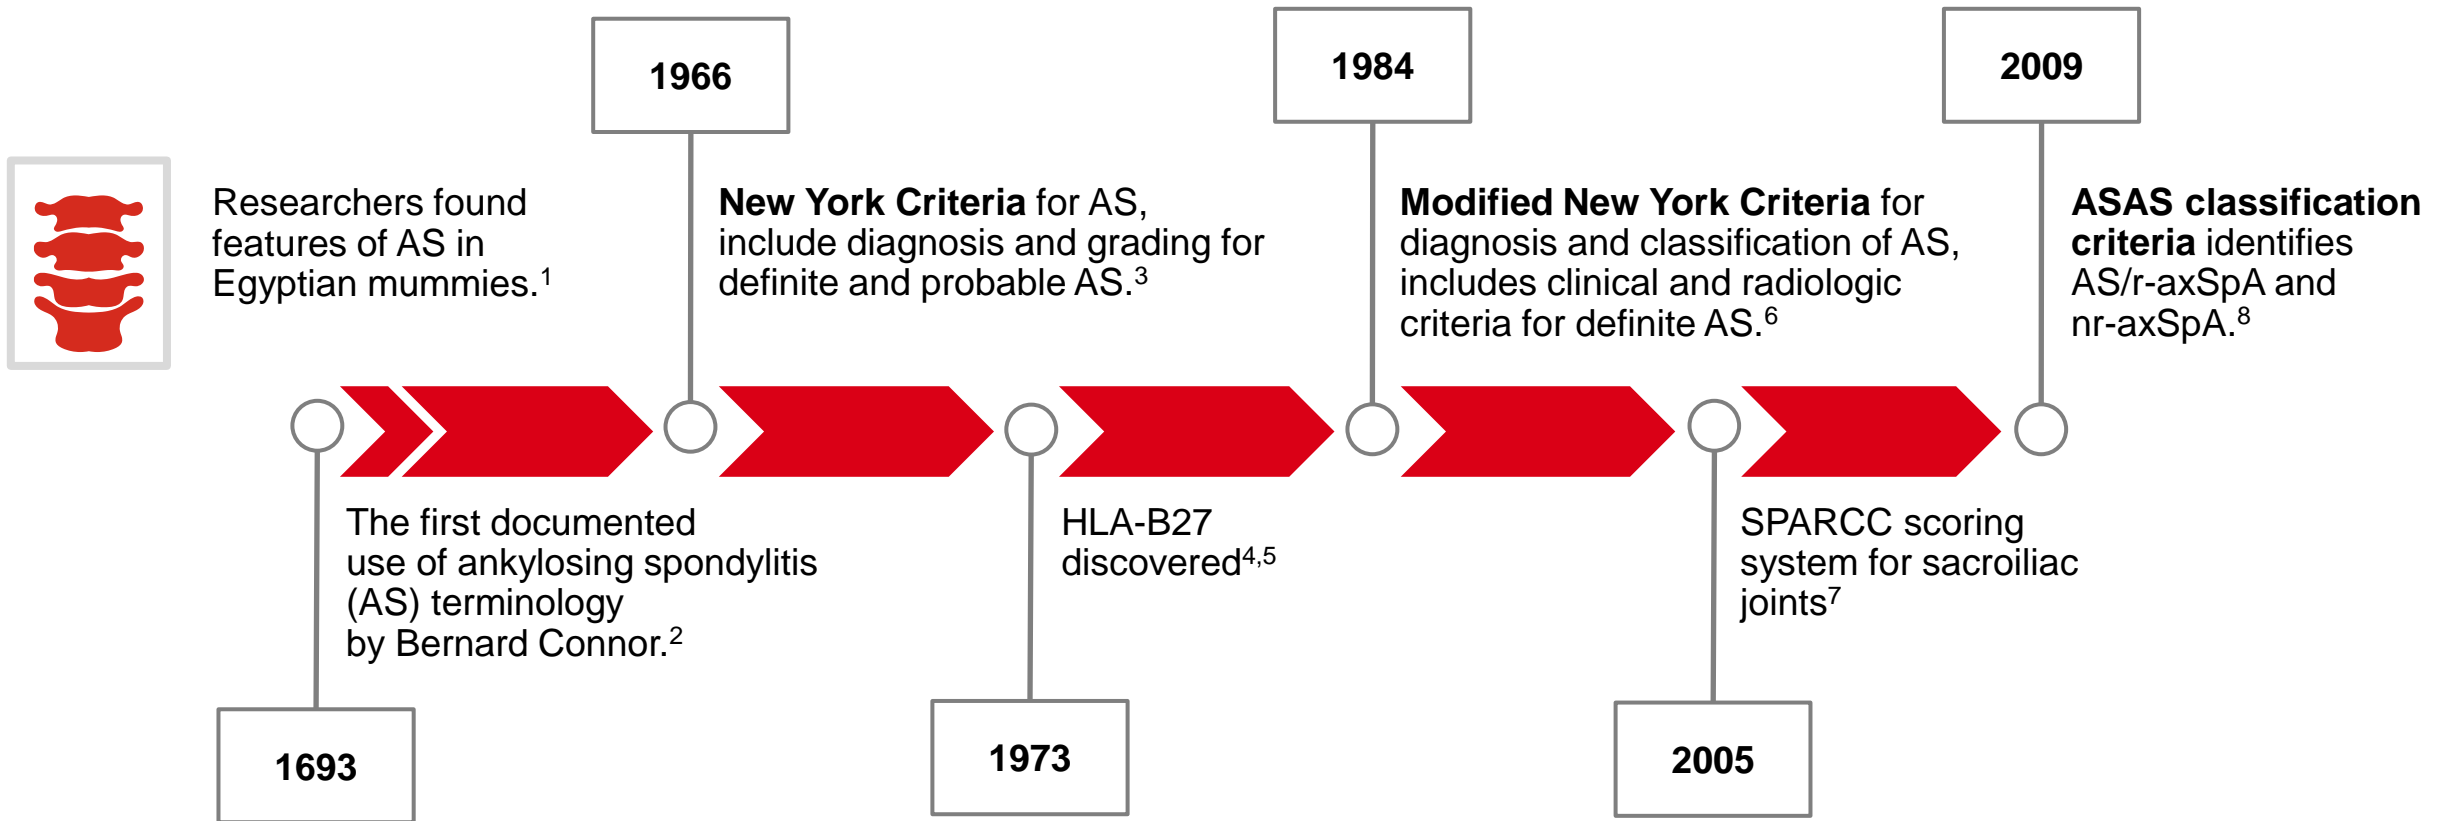 1966
1984
2009
Researchers found
features of AS in
Egyptian mummies.1
New York Criteria for AS,
include diagnosis and grading for
definite and probable AS.3
Modified New York Criteria for
diagnosis and classification of AS,
includes clinical and radiologic
criteria for definite AS.6
ASAS classification
criteria identifies
AS/r-axSpA and
nr-axSpA.8
The first documented
use of ankylosing spondylitis
(AS) terminology
by Bernard Connor.2
HLA-B27
discovered4,5
SPARCC scoring
system for sacroiliac
joints7
1693
1973
2005